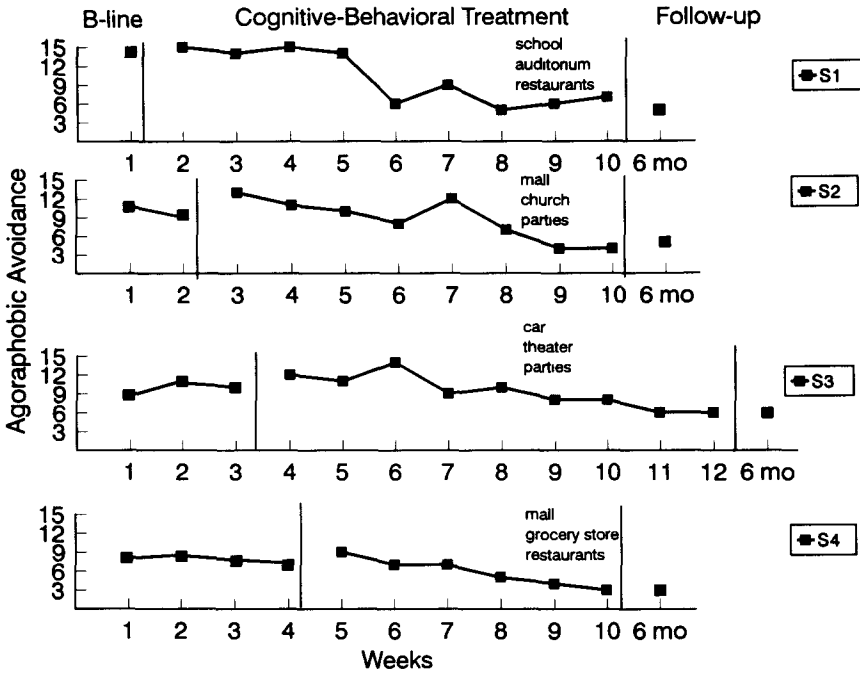 B-line Cognitive-Behavioral Treatment Follow-up
Agoraphobic Avoidance
15
12
9
6
3
school
auditorium
restaurants
S1
1 2 3 4 5 6 7 8 9 10 6 mo
15
12
9
6
3
mall
church
parties
S2
1 2 3 4 5 6 7 8 9 10 6 mo
15
12
9
6
3
car
theater
parties
S3
1 2 3 4 5 6 7 8 9 10 11 12 6 mo
15
12
9
6
3
mall
grocery store
restaurants
S4
1 2 3 4 5 6 7 8 9 10 6 mo
Weeks